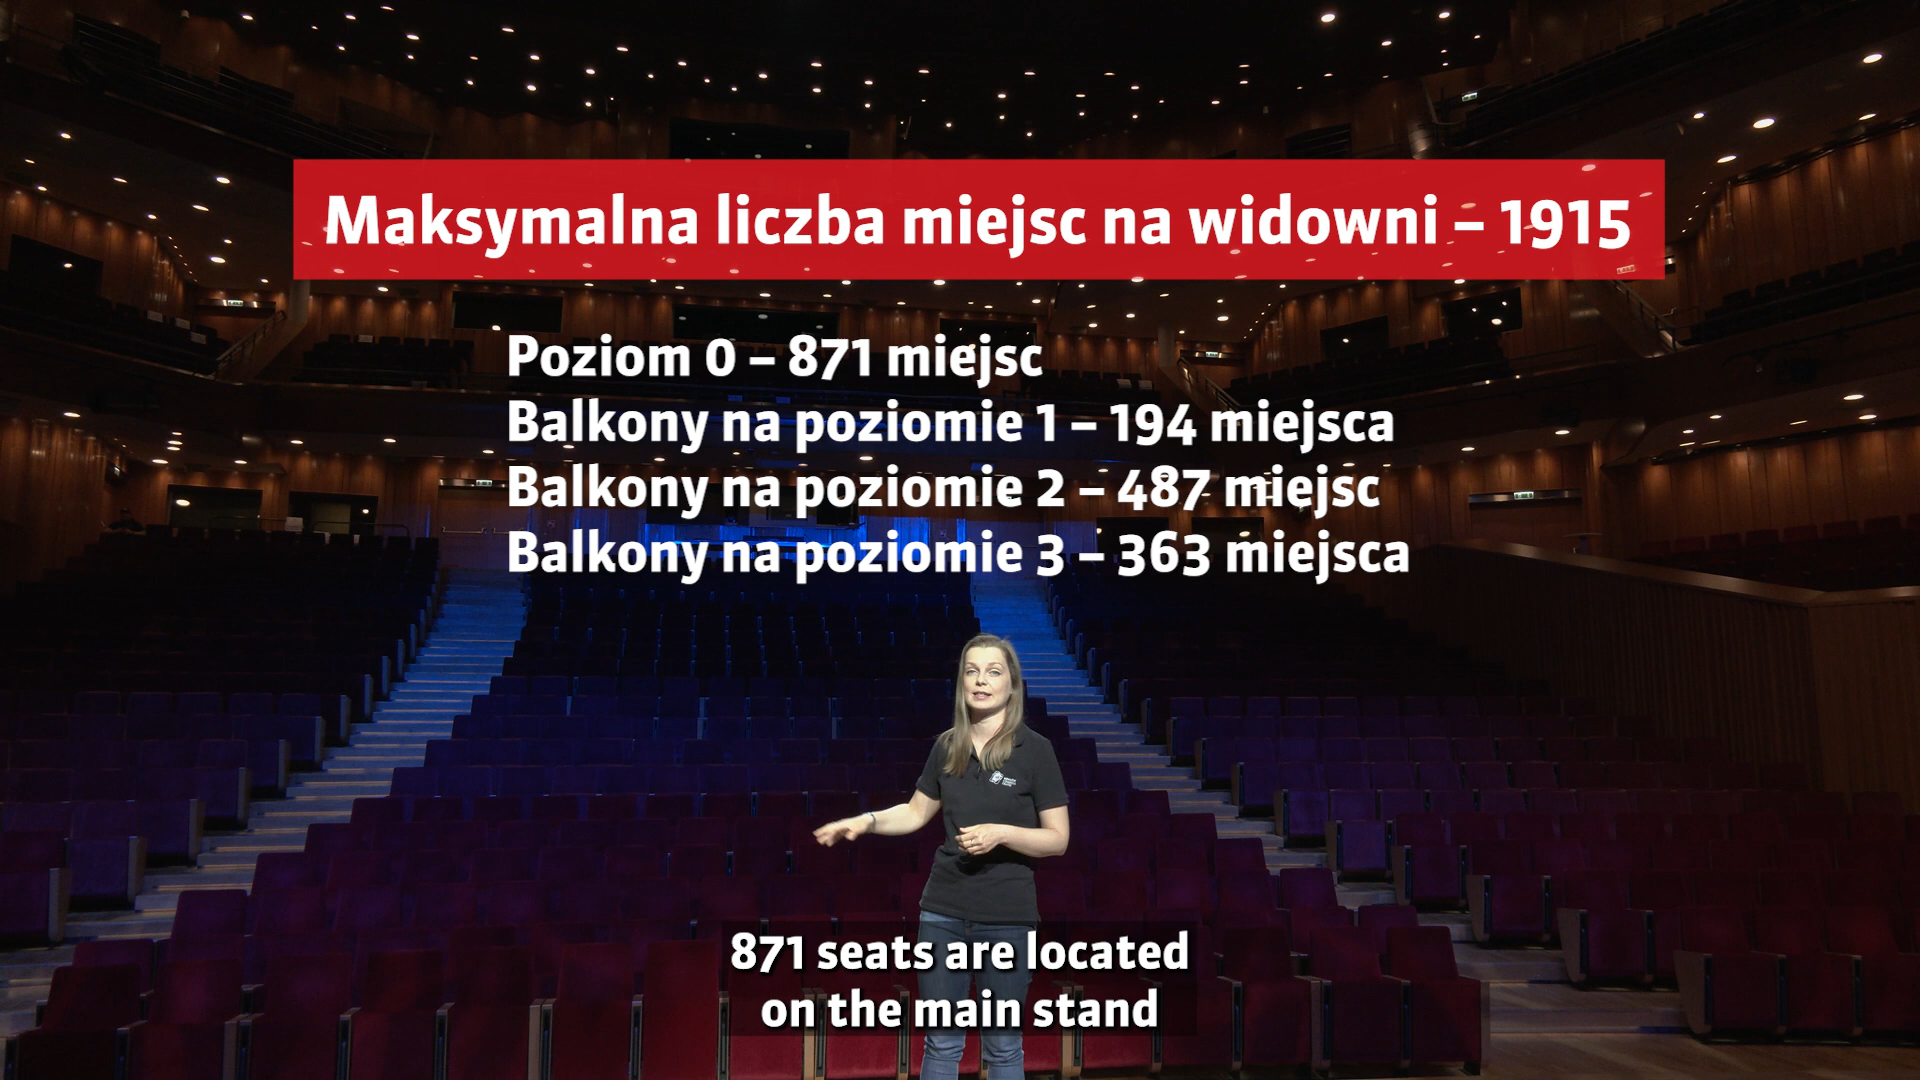 Maksymalna liczba miejsc na widowni – 1915
Poziom 0 – 871 miejsc
Balkony na poziomie 1 – 194 miejsca
Balkony na poziomie 2 – 487 miejsc
Balkony na poziomie 3 – 363 miejsca
871 seats are located
on the main stand